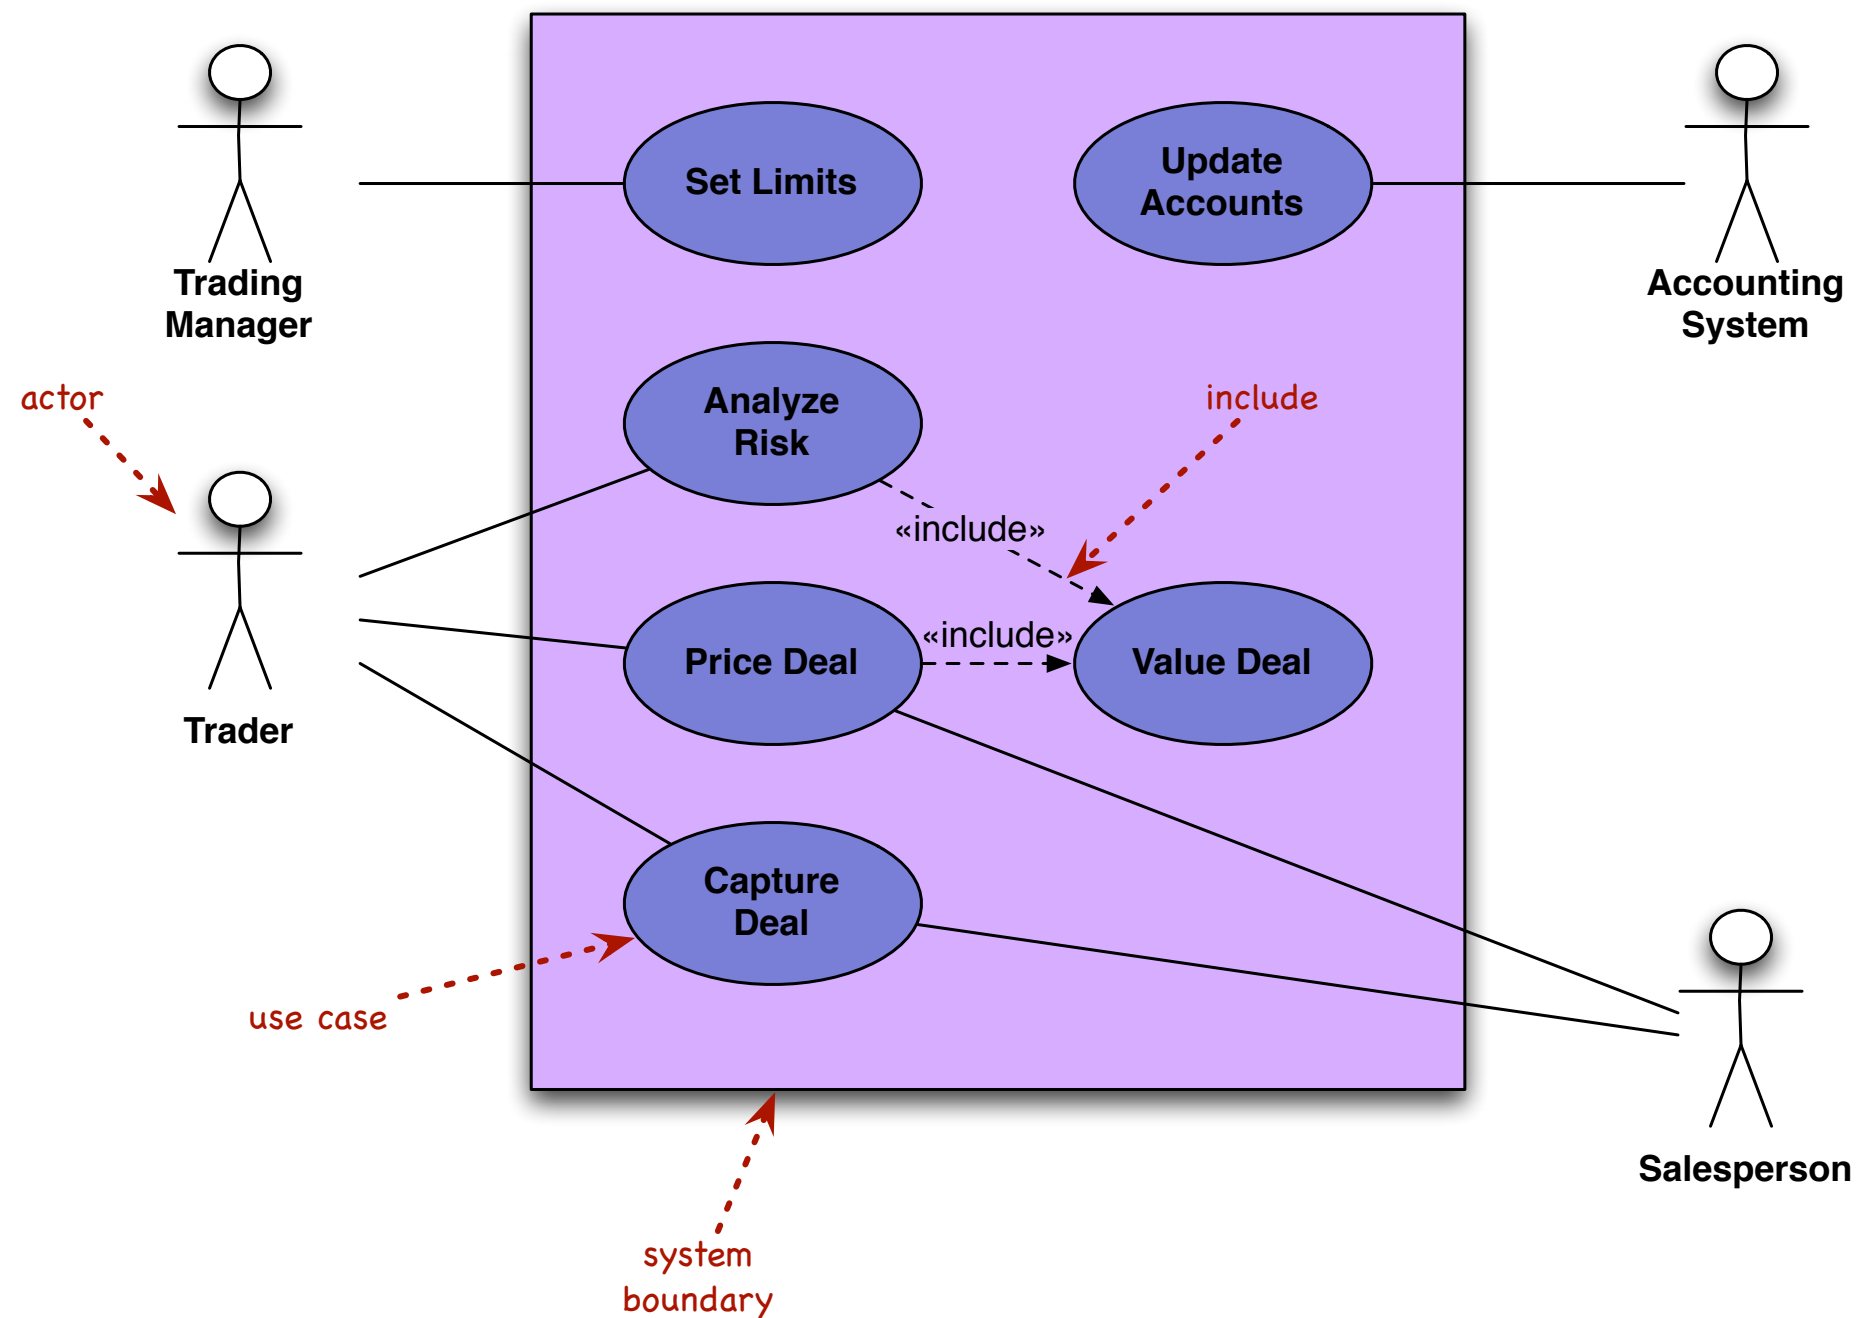 Set Limits
Update
Accounts
Trading
Manager
Accounting
System
actor
Analyze
Risk
include
«include»
«include»
Price Deal
Value Deal
Trader
Capture
Deal
use case
Salesperson
system
boundary